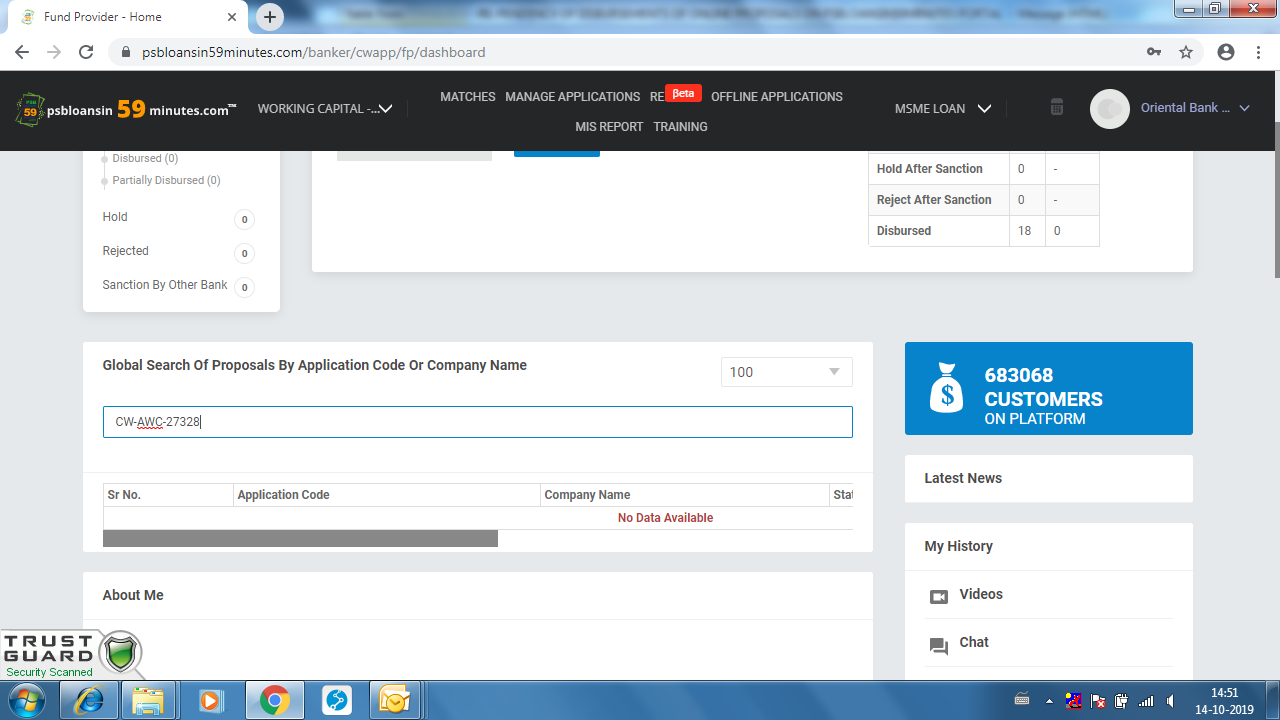 Fund Provider - Home
psbloansin59minutes.com/banker/cwapp/fp/dashboard
PSB
59
psbloansin 59 minutes.com™
WORKING CAPITAL -...
MATCHES MANAGE APPLICATIONS RE βeta OFFLINE APPLICATIONS
MIS REPORT TRAINING
MSME LOAN
Oriental Bank ...
Disbursed (0)
Partially Disbursed (0)
Hold 0
Rejected 0
Sanction By Other Bank 0
Hold After Sanction 0 -
Reject After Sanction 0 -
Disbursed 18 0
Global Search Of Proposals By Application Code Or Company Name
100
CW-AWC-27328
Sr No. Application Code Company Name Stat
No Data Available
683068
CUSTOMERS
ON PLATFORM
Latest News
My History
Videos
Chat
About Me
TRUST
GUARD
Security Scanned
14:51
14-10-2019